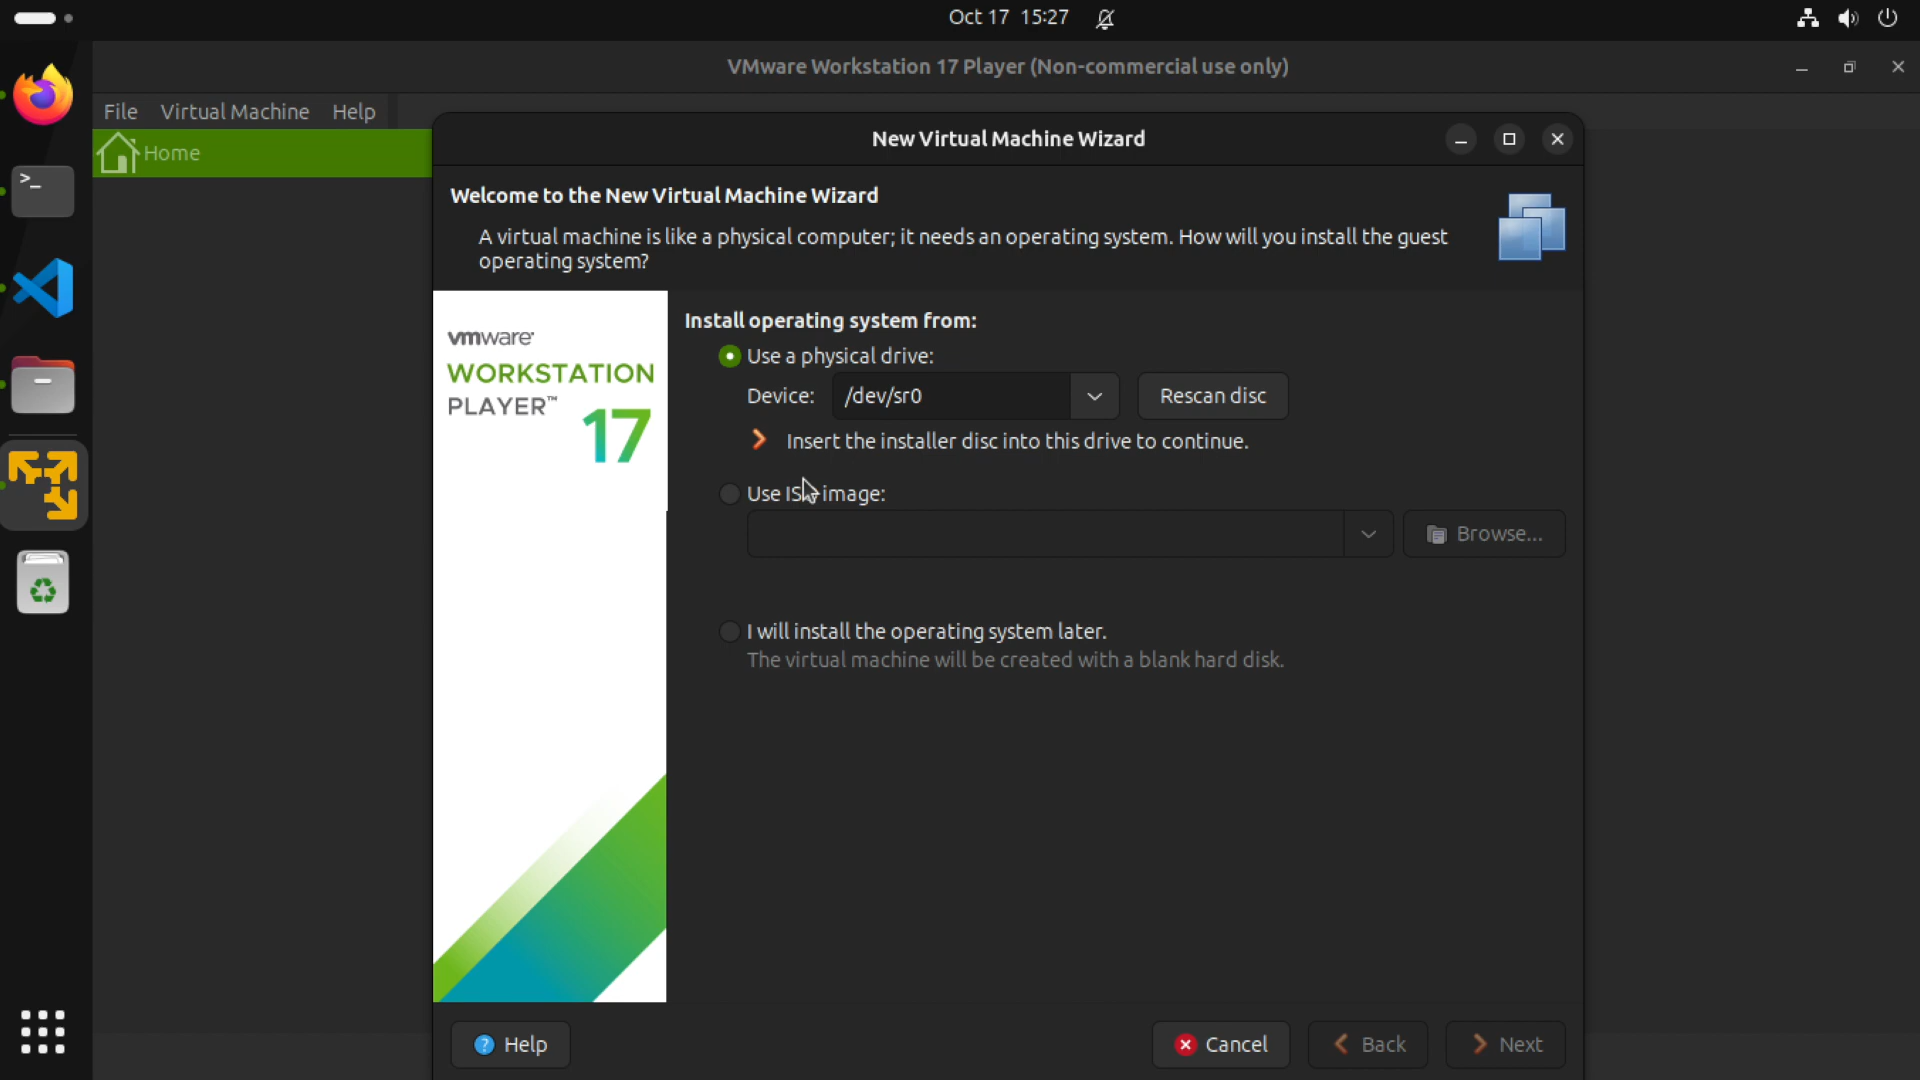 Oct 17 15:27
VMware Workstation 17 Player (Non-commercial use only)
File Virtual Machine Help
Home
New Virtual Machine Wizard
Welcome to the New Virtual Machine Wizard
A virtual machine is like a physical computer; it needs an operating system. How will you install the guest
operating system?
vmware®
WORKSTATION
PLAYER™
17
Install operating system from:
Use a physical drive:
Device: /dev/sr0 Rescan disc
Insert the installer disc into this drive to continue.
Use ISO image:
Browse...
I will install the operating system later.
The virtual machine will be created with a blank hard disk.
Help Cancel Back Next